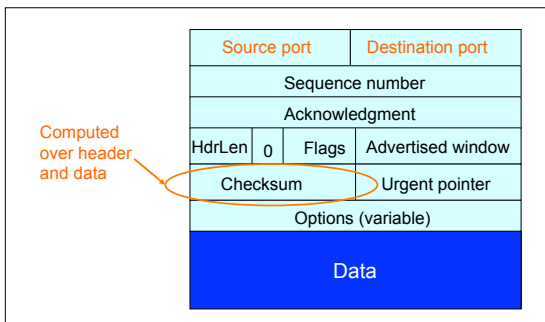 Source port
Destination port
Sequence number
Acknowledgment
HdrLen
0
Flags
Advertised window
Computed
over header
and data
Checksum
Urgent pointer
Options (variable)
Data